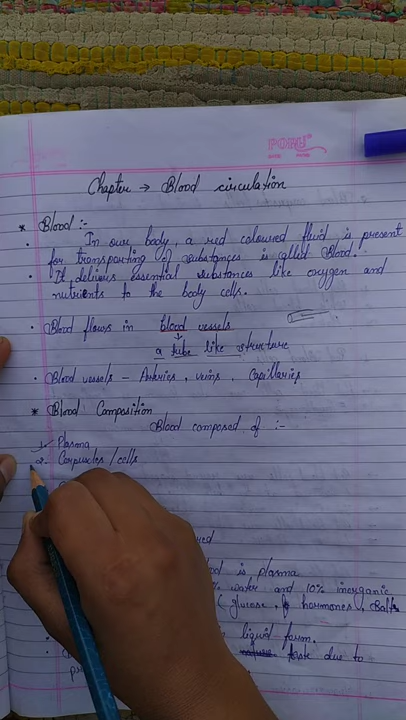 Chapter → Blood circulation
* Blood :-
• In our body, a red coloured fluid is present
for transporting of substances is called Blood.
• It delivers essential substances like oxygen and
nutrients to the body cells.
• Blood flows in blood vessels
↓
a tube like structure
• Blood vessels - Arteries, veins, Capillaries
* Blood Composition
Blood composed of :-
1. Plasma
2. Corpuscles / cells
is plasma
water and 10% inorganic
( glucose, hormones,
liquid form.
taste due to